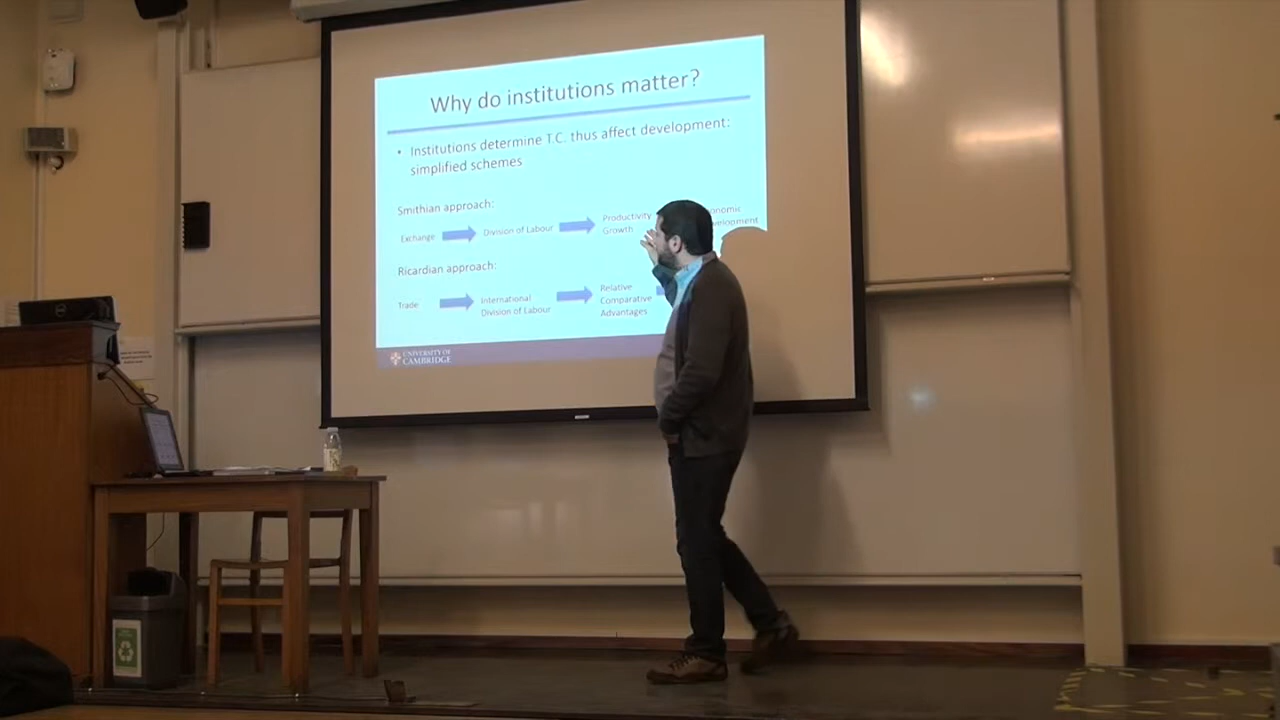 Why do institutions matter?
• Institutions determine T.C. thus affect development:
simplified schemes
Smithian approach:
Exchange
Division of Labour
Productivity
Growth
Ricardian approach:
Trade
International
Division of Labour
Relative
Comparative
Advantages
UNIVERSITY OF
CAMBRIDGE